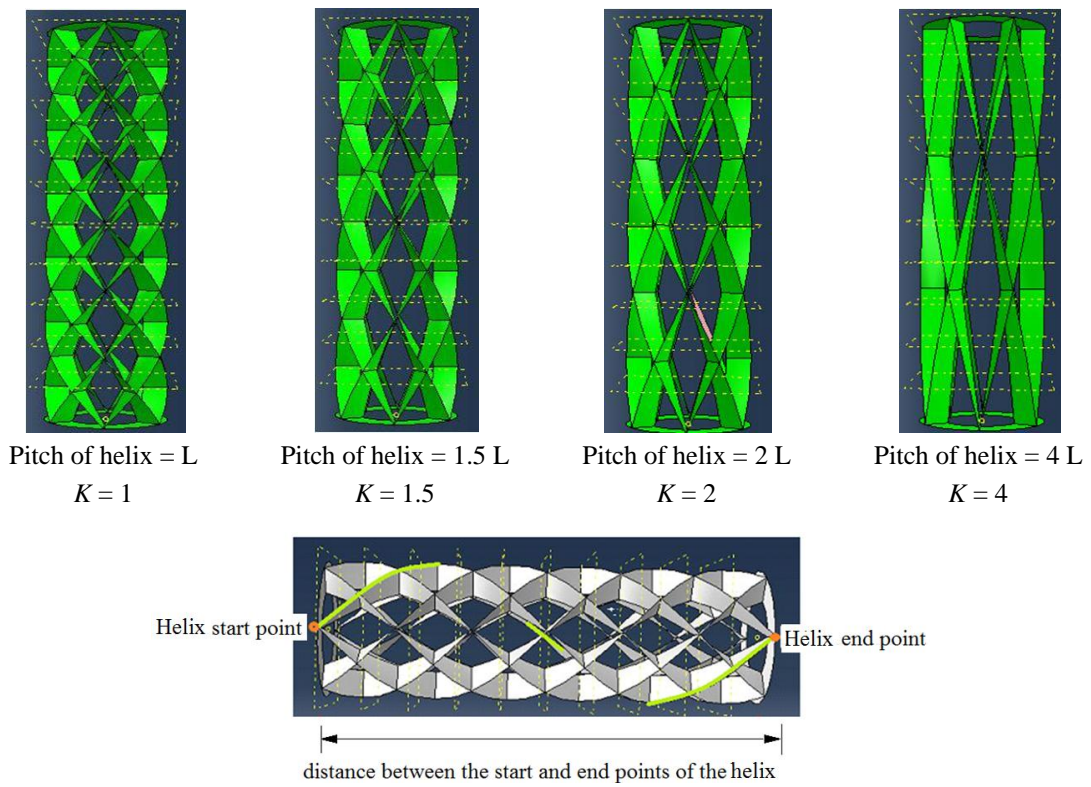 Pitch of helix = L
Pitch of helix = 1.5 L
Pitch of helix = 2 L
Pitch of helix = 4 L
K = 1
K = 1.5
K = 2
K = 4
Helix start point
Helix end point
distance between the start and end points of the helix